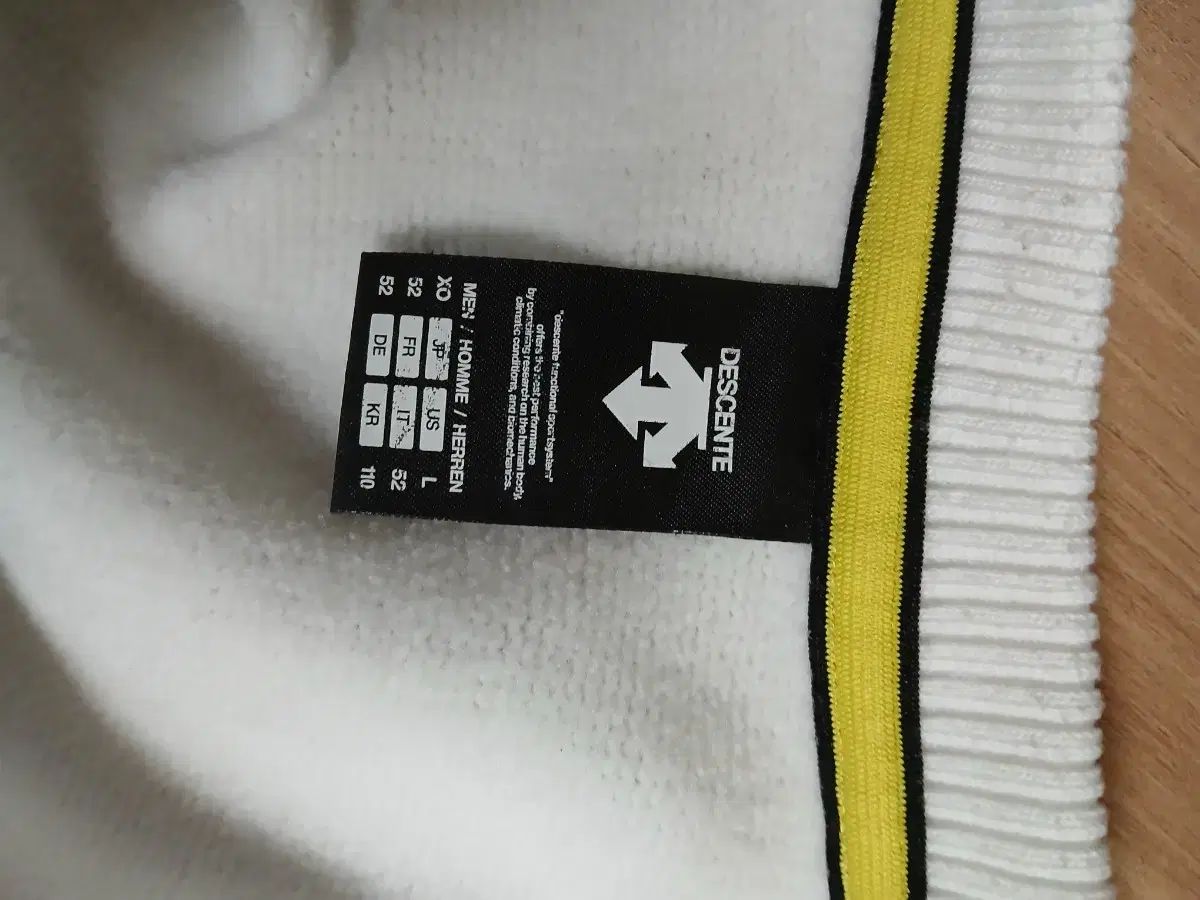 DESCENTE
"descente functional sportsystem"
offers the best performance
by combining research on the human body,
climatic conditions, and biomechanics.
MEN / HOMME / HERREN
XO JP US L
52 FR IT 52
52 DE KR 110